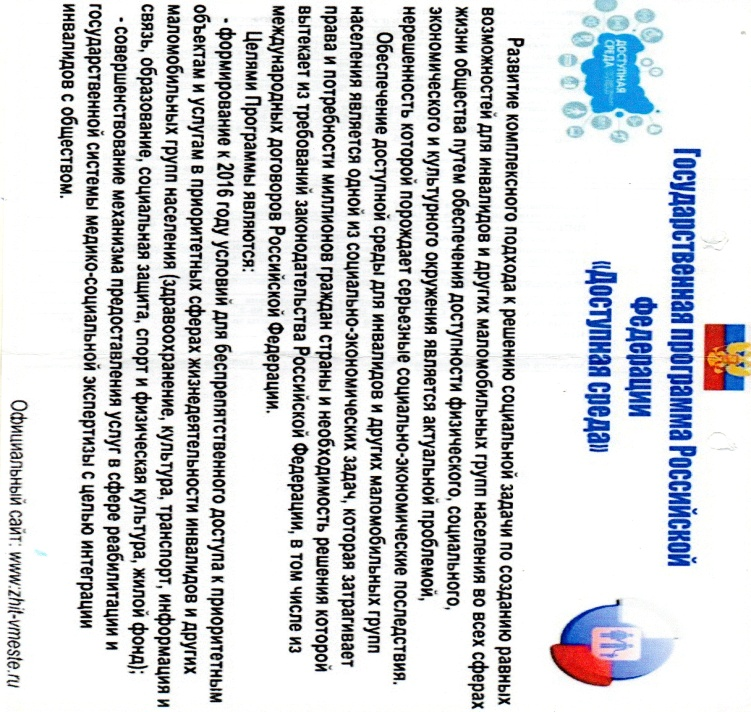 ДОСТУПНАЯ
СРЕДА
Государственная программа Российской
Федерации
«Доступная среда»
Развитие комплексного подхода к решению социальной задачи по созданию равных
возможностей для инвалидов и других маломобильных групп населения во всех сферах
жизни общества путем обеспечения доступности физического, социального,
экономического и культурного окружения является актуальной проблемой,
нерешенность которой порождает серьезные социально-экономические последствия.
Обеспечение доступной среды для инвалидов и других маломобильных групп
населения является одной из социально-экономических задач, которая затрагивает
права и потребности миллионов граждан страны и необходимость решения которой
вытекает из требований законодательства Российской Федерации, в том числе из
международных договоров Российской Федерации.
Целями Программы являются:
- формирование к 2016 году условий для беспрепятственного доступа к приоритетным
объектам и услугам в приоритетных сферах жизнедеятельности инвалидов и других
маломобильных групп населения (здравоохранение, культура, транспорт, информация и
связь, образование, социальная защита, спорт и физическая культура, жилой фонд);
- совершенствование механизма предоставления услуг в сфере реабилитации и
государственной системы медико-социальной экспертизы с целью интеграции
инвалидов с обществом.
Официальный сайт: www.zhit-vmeste.ru